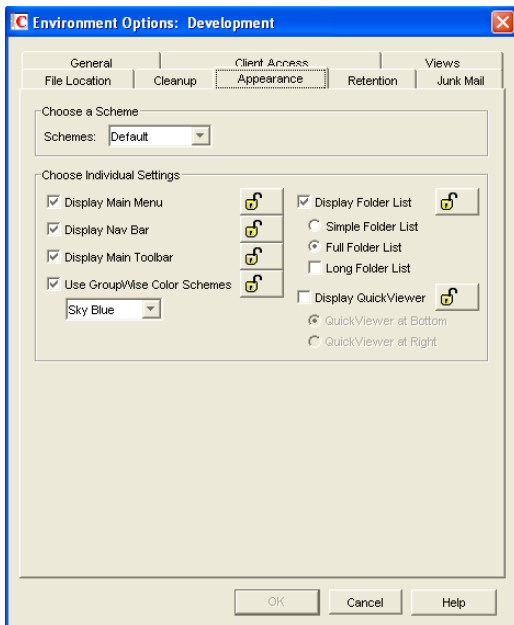 Environment Options: Development
General Client Access Views
File Location Cleanup Appearance Retention Junk Mail
Choose a Scheme
Schemes: Default
Choose Individual Settings
Display Main Menu
Display Nav Bar
Display Main Toolbar
Use GroupWise Color Schemes
Sky Blue
Display Folder List
Simple Folder List
Full Folder List
Long Folder List
Display QuickViewer
QuickViewer at Bottom
QuickViewer at Right
OK Cancel Help